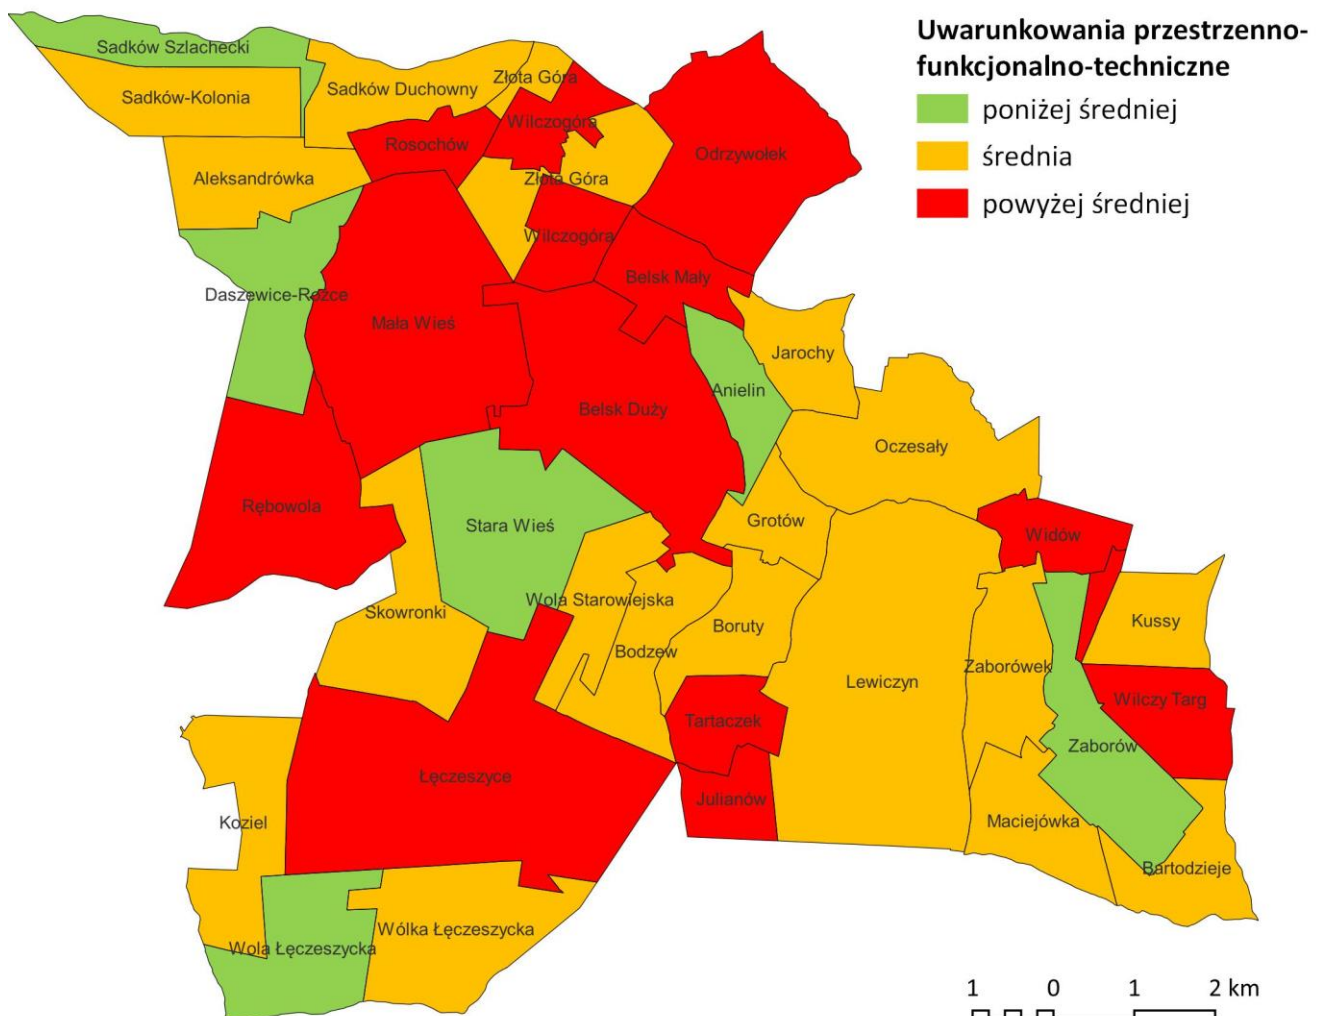 Uwarunkowania przestrzenno-
funkcjonalno-techniczne
poniżej średniej
średnia
powyżej średniej
Sadków Szlachecki
Sadków-Kolonia
Sadków Duchowny
Złota Góra
Wilczogóra
Rosochów
Odrzywołek
Aleksandrówka
Złota Góra
Wilczogóra
Belsk Mały
Daszewice-Rożce
Mała Wieś
Jarochy
Anielin
Belsk Duży
Oczesały
Rębowola
Stara Wieś
Grotów
Widów
Wola Starowiejska
Skowronki
Boruty
Kussy
Bodzew
Zaborówek
Lewiczyn
Wilczy Targ
Tartaczek
Zaborów
Łęczeszyce
Julianów
Koziel
Maciejówka
Bartodzieje
Wólka Łęczeszycka
Wola Łęczeszycka
1 0 1 2 km